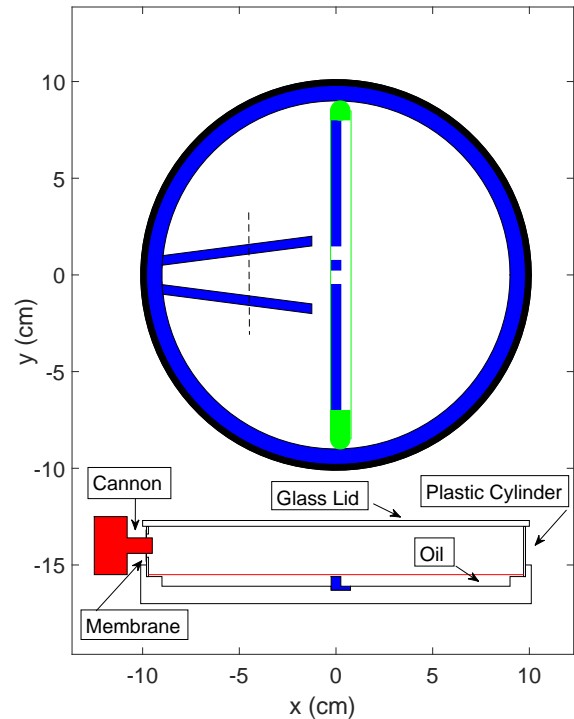 10
5
0
-5
-10
-15
y (cm)
Cannon
Glass Lid
Plastic Cylinder
Oil
Membrane
-10 -5 0 5 10
x (cm)